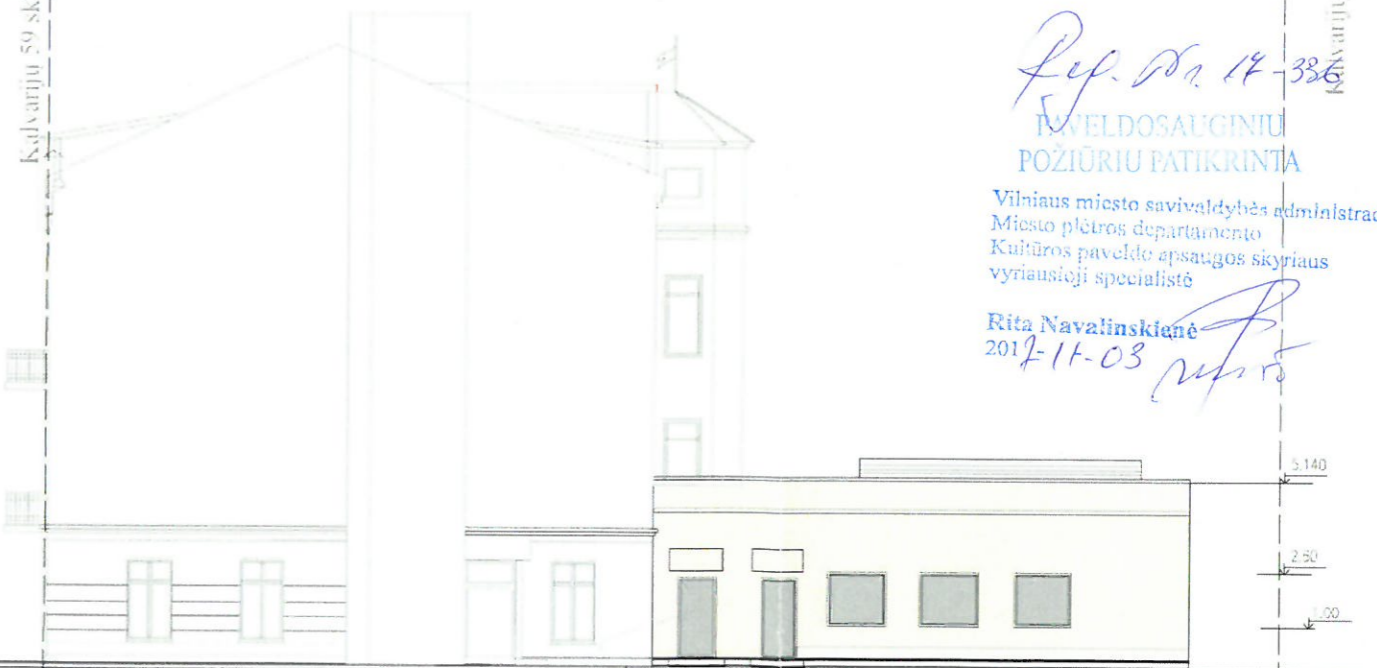 Kalvarijų 59 sk
Reg. Nr. 17-336
PAVELDOSAUGINIU
POŽIŪRIU PATIKRINTA
Vilniaus miesto savivaldybės administrac
Miesto plėtros departamento
Kultūros paveldo apsaugos skyriaus
vyriausioji specialistė
Rita Navalinskienė
2017-11-03
Kalvarijų
5.140
2.60
1.00